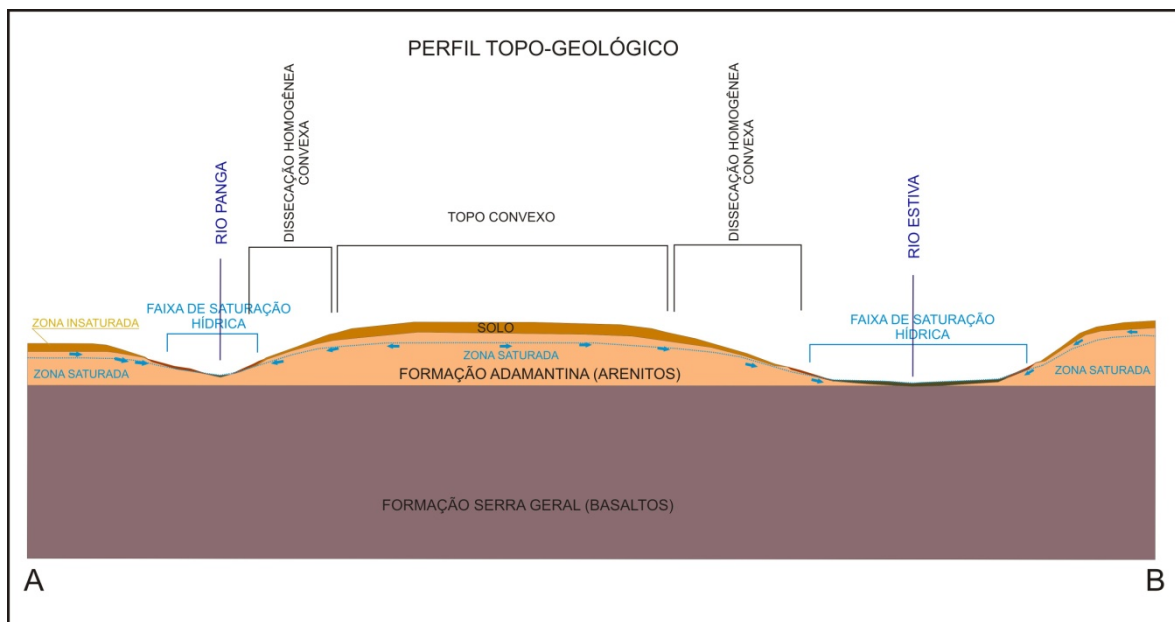 PERFIL TOPO-GEOLÓGICO
RIO PANGA
DISSECAÇÃO HOMOGÊNEA
CONVEXA
TOPO CONVEXO
DISSECAÇÃO HOMOGÊNEA
CONVEXA
RIO ESTIVA
FAIXA DE SATURAÇÃO
HÍDRICA
FAIXA DE SATURAÇÃO
HÍDRICA
ZONA INSATURADA
SOLO
ZONA SATURADA
ZONA SATURADA
ZONA SATURADA
FORMAÇÃO ADAMANTINA (ARENITOS)
FORMAÇÃO SERRA GERAL (BASALTOS)
A
B